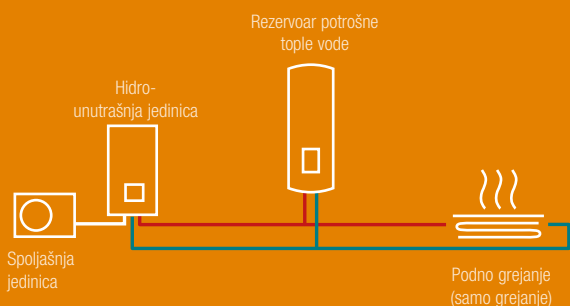 Rezervoar potrošne
tople vode
Hidro-
unutrašnja jedinica
Spoljašnja
jedinica
Podno grejanje
(samo grejanje)